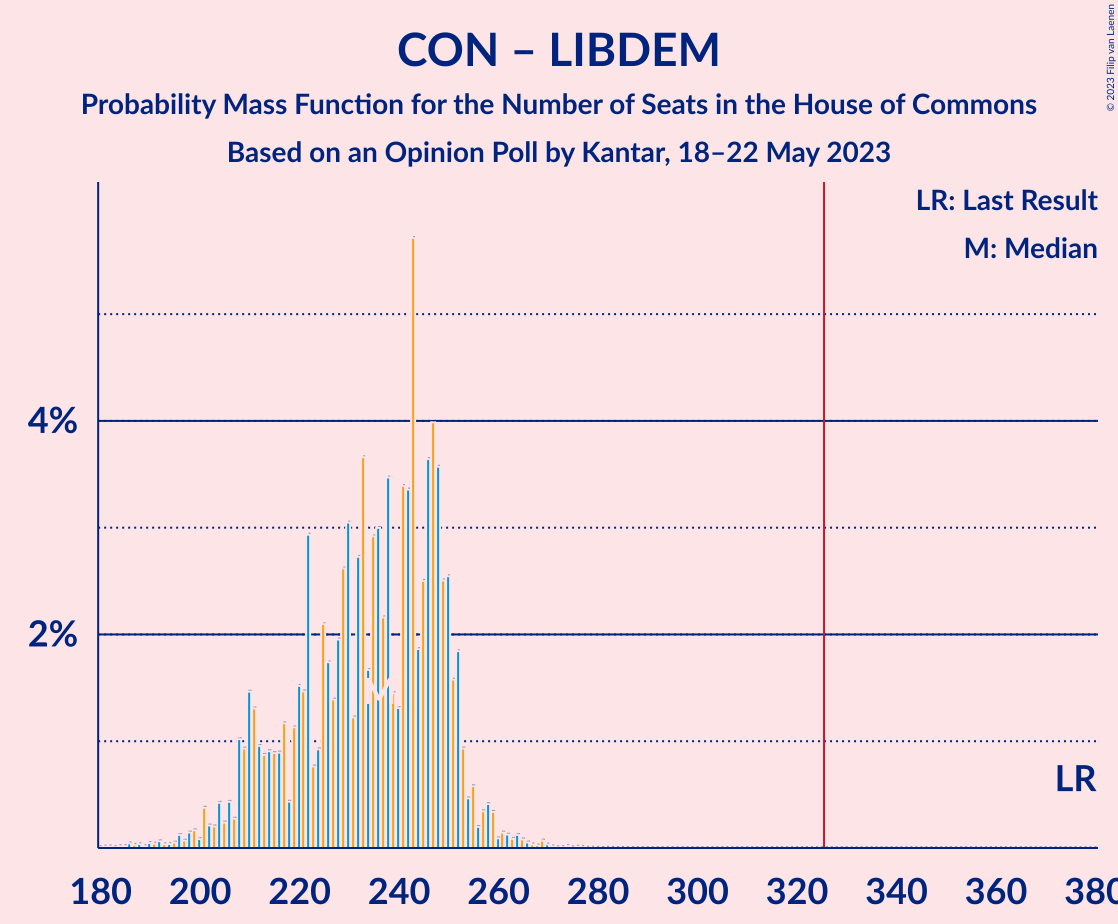 CON – LIBDEM
Probability Mass Function for the Number of Seats in the House of Commons
Based on an Opinion Poll by Kantar, 18–22 May 2023
© 2023 Filip van Laenen
LR: Last Result
M: Median
4%
2%
LR
180 200 220 240 260 280 300 320 340 360 380